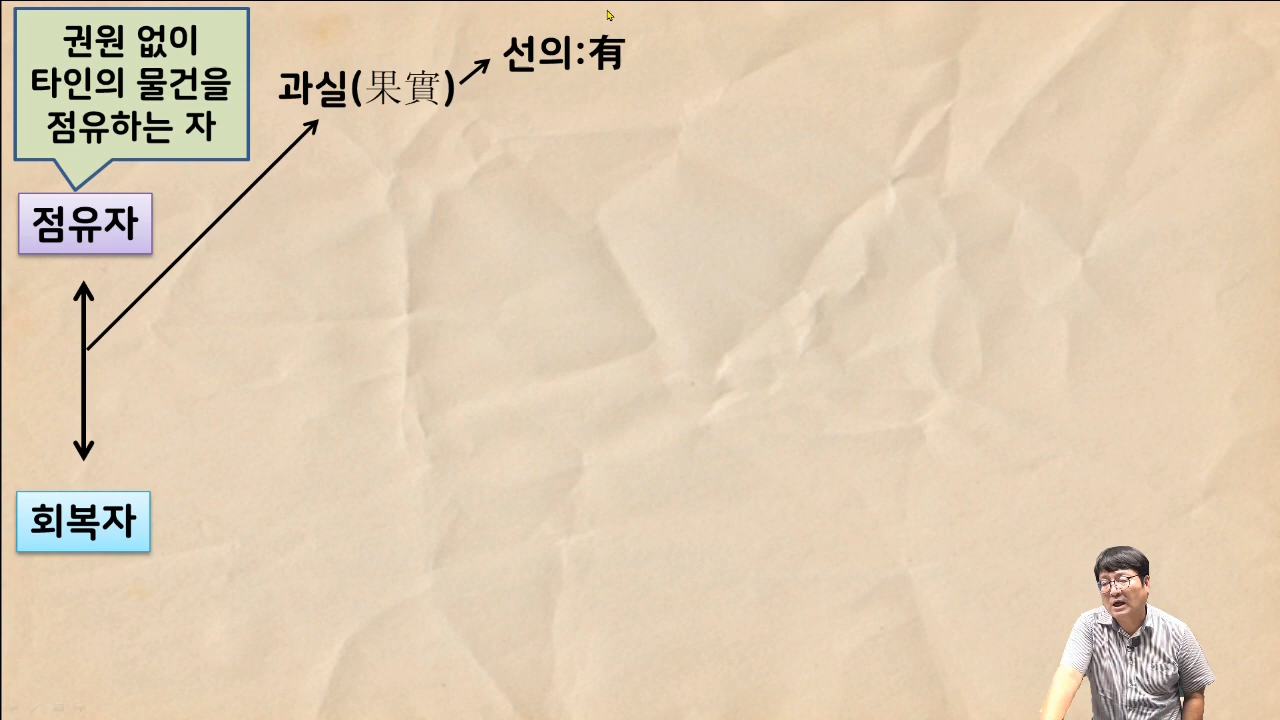 권원 없이
타인의 물건을
점유하는 자
과실(果實)
선의:有
점유자
회복자